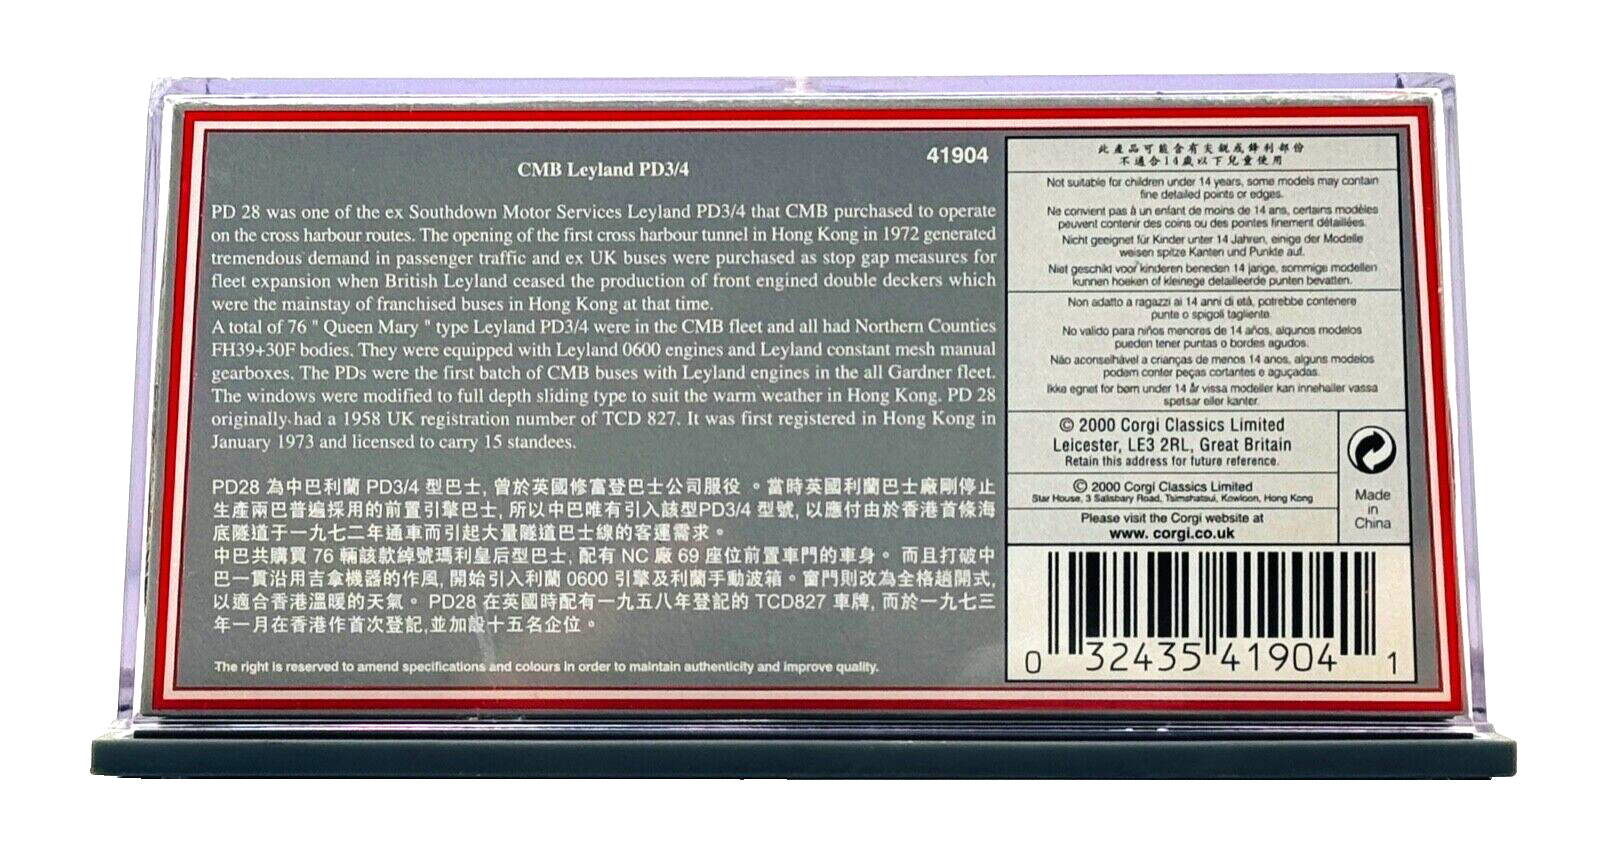 CMB Leyland PD3/4
41904
PD 28 was one of the ex Southdown Motor Services Leyland PD3/4 that CMB purchased to operate
on the cross harbour routes. The opening of the first cross harbour tunnel in Hong Kong in 1972 generated
tremendous demand in passenger traffic and ex UK buses were purchased as stop gap measures for
fleet expansion when British Leyland ceased the production of front engined double deckers which
were the mainstay of franchised buses in Hong Kong at that time.
A total of 76 " Queen Mary " type Leyland PD3/4 were in the CMB fleet and all had Northern Counties
FH39+30F bodies. They were equipped with Leyland 0600 engines and Leyland constant mesh manual
gearboxes. The PDs were the first batch of CMB buses with Leyland engines in the all Gardner fleet.
The windows were modified to full depth sliding type to suit the warm weather in Hong Kong. PD 28
originally had a 1958 UK registration number of TCD 827. It was first registered in Hong Kong in
January 1973 and licensed to carry 15 standees.
PD28 為中巴利蘭 PD3/4 型巴士, 曾於英國修富登巴士公司服役 。當時英國利蘭巴士廠剛停止
生產兩巴普遍採用的前置引擎巴士, 所以中巴唯有引入該型PD3/4 型號, 以應付由於香港首條海
底隧道于一九七二年通車而引起大量隧道巴士線的客運需求。
中巴共購買 76 輛該款綽號瑪利皇后型巴士, 配有 NC 廠 69 座位前置車門的車身。 而且打破中
巴一貫沿用吉拿機器的作風, 開始引入利蘭 0600 引擎及利蘭手動波箱。窗門則改為全格趟開式,
以適合香港溫暖的天氣。 PD28 在英國時配有一九五八年登記的 TCD827 車牌, 而於一九七三
年一月在香港作首次登記,並加設十五名企位。
The right is reserved to amend specifications and colours in order to maintain authenticity and improve quality.
此產品可能含有尖銳或鋒利部份
不適合14歲以下兒童使用
Not suitable for children under 14 years, some models may contain
fine detailed points or edges.
Ne convient pas à un enfant de moins de 14 ans, certains modèles
peuvent contenir des coins ou des pointes finement détaillées.
Nicht geeignet für Kinder unter 14 Jahren, einige der Modelle
weisen spitze Kanten und Punkte auf.
Niet geschikt voor kinderen beneden 14 jarige, sommige modellen
kunnen hoeken of kleinege detailleerde punten bevatten.
Non adatto a ragazzi ai 14 anni di età, potrebbe contenere
punte o spigoli tagliente.
No valido para niños menores de 14 años, algunos modelos
pueden tener puntas o bordes agudos.
Não aconselhável a crianças de menos 14 anos, alguns modelos
podem conter peças cortantes e aguçadas.
Ikke egnet for børn under 14 År vissa modeller kan innehaller vassa
spetsar eller kanter.
© 2000 Corgi Classics Limited
Leicester, LE3 2RL, Great Britain
Retain this address for future reference.
© 2000 Corgi Classics Limited
Star House, 3 Salisbary Road, Tsimshatsui, Kowloon, Hong Kong
Please visit the Corgi website at
www. corgi.co.uk
Made
in
China
0 32435 41904 1